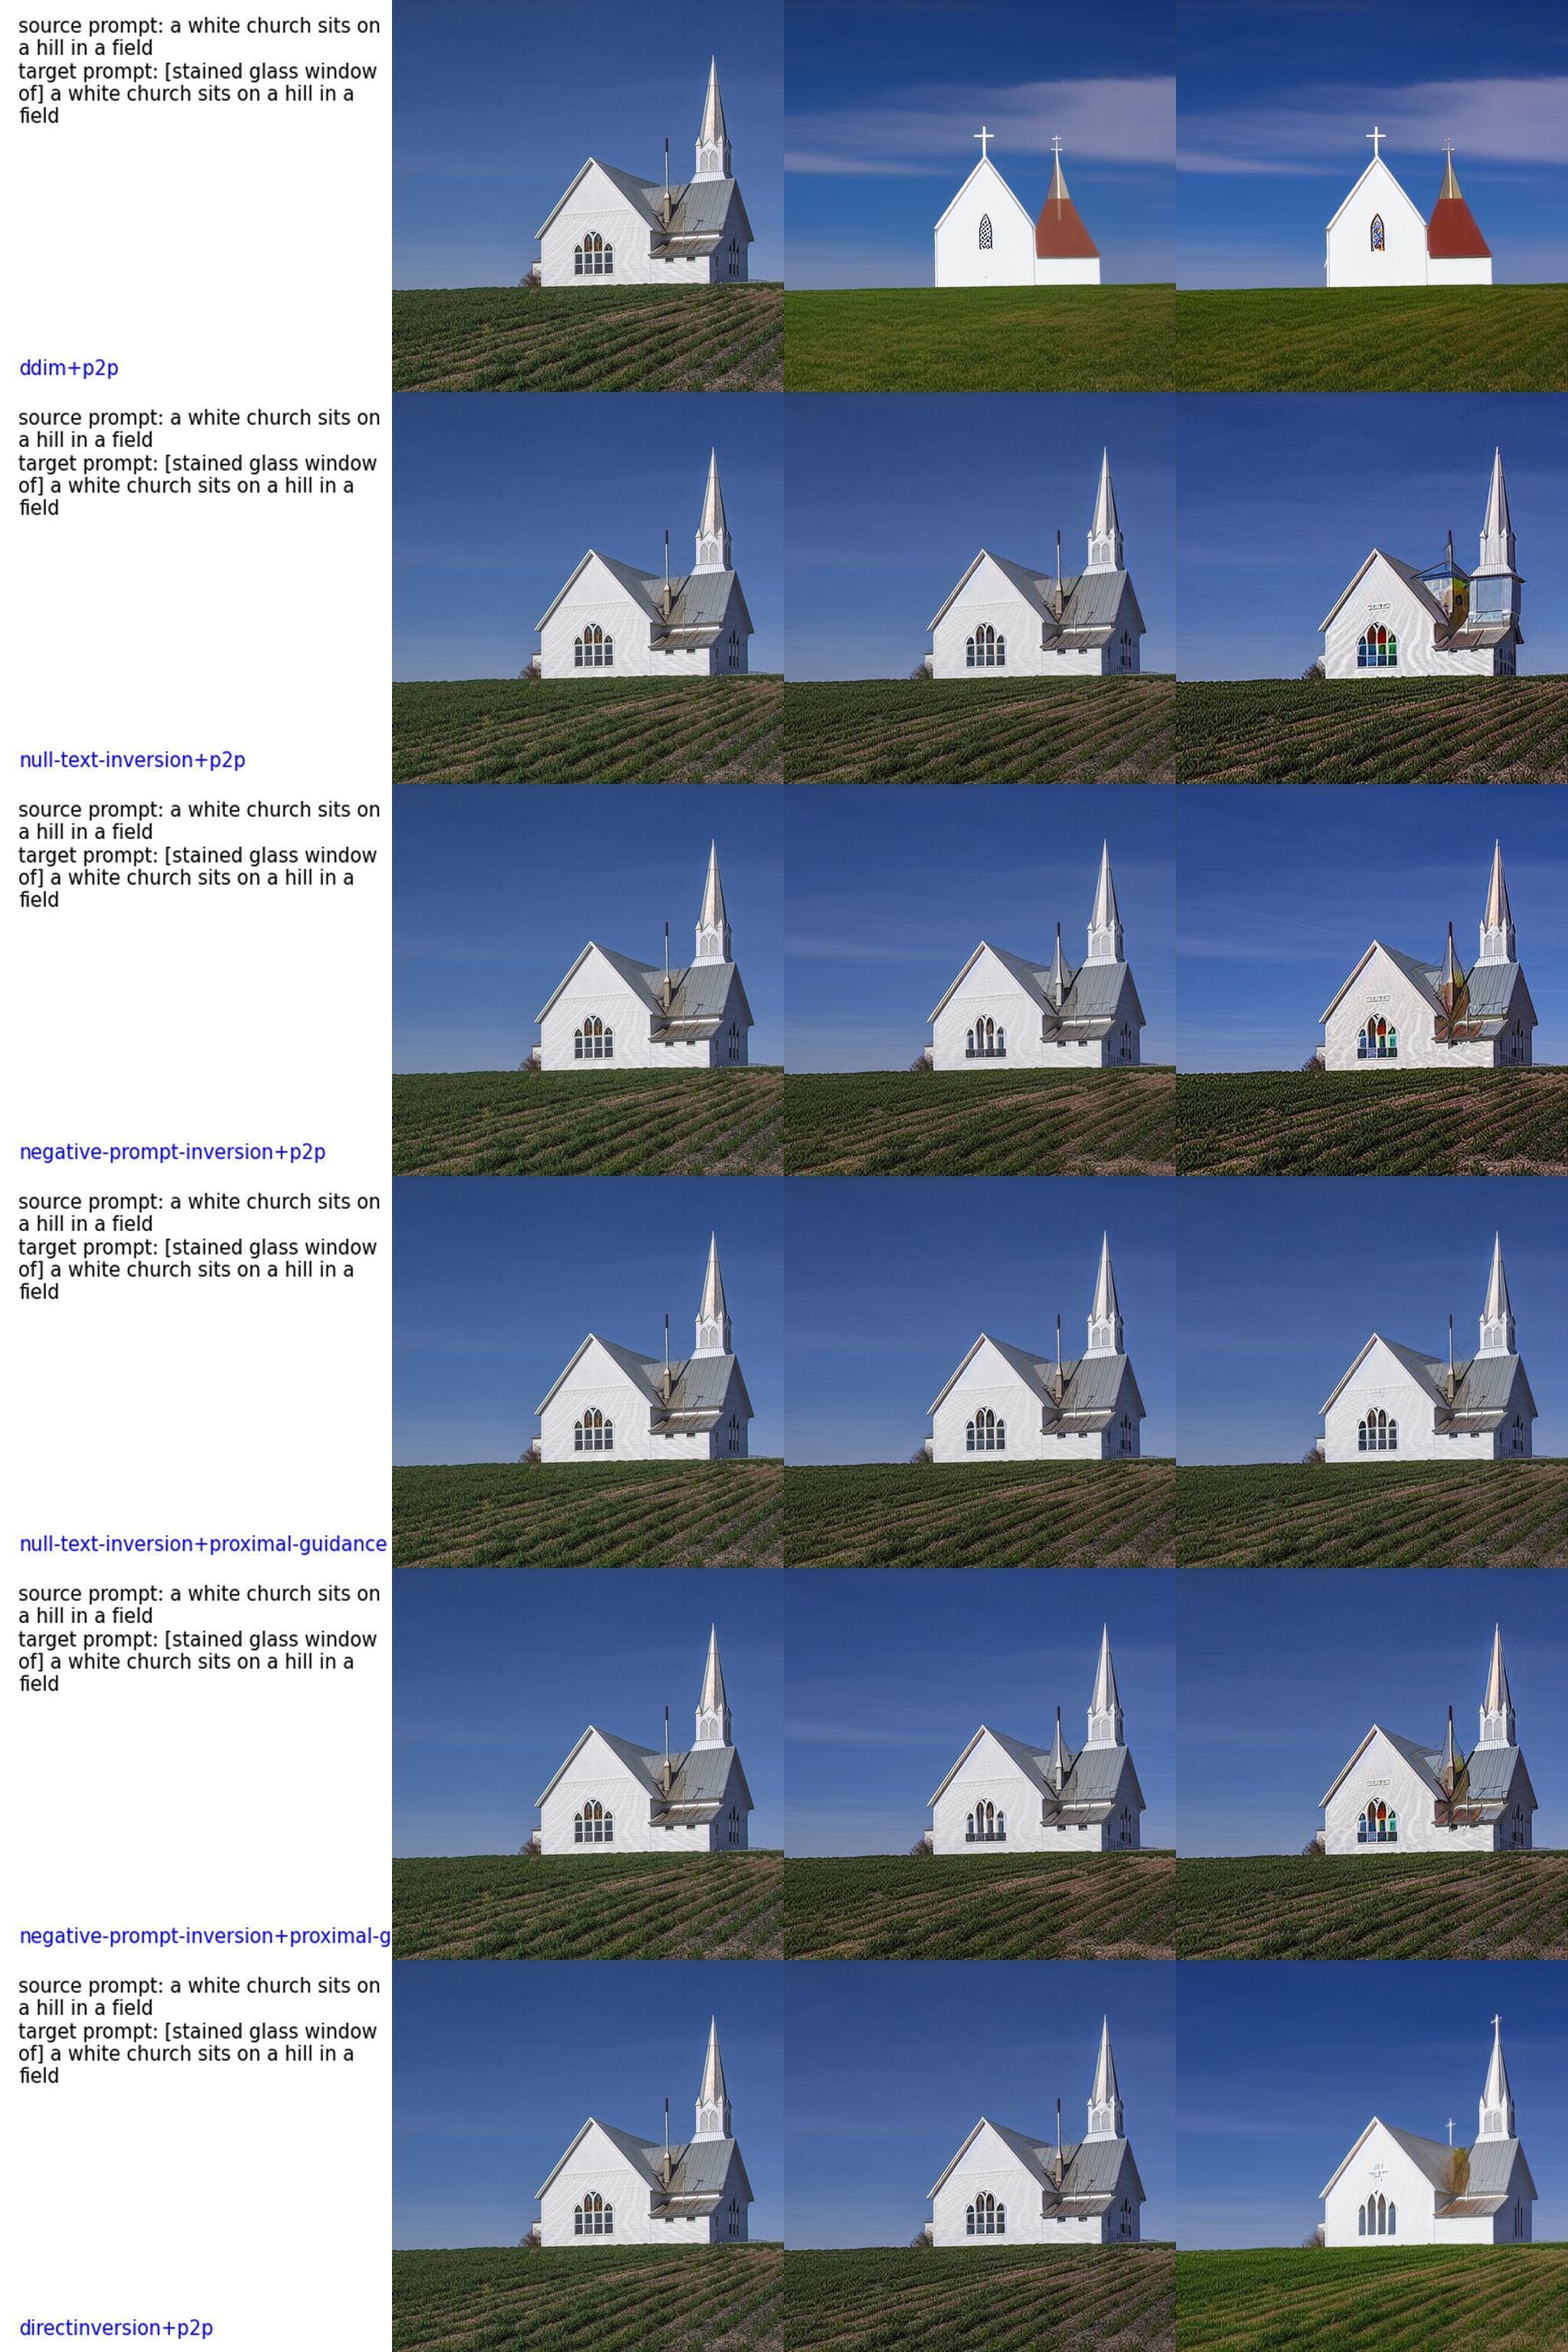 source prompt: a white church sits on
a hill in a field
target prompt: [stained glass window
of] a white church sits on a hill in a
field
ddim+p2p
source prompt: a white church sits on
a hill in a field
target prompt: [stained glass window
of] a white church sits on a hill in a
field
null-text-inversion+p2p
source prompt: a white church sits on
a hill in a field
target prompt: [stained glass window
of] a white church sits on a hill in a
field
negative-prompt-inversion+p2p
source prompt: a white church sits on
a hill in a field
target prompt: [stained glass window
of] a white church sits on a hill in a
field
null-text-inversion+proximal-guidance
source prompt: a white church sits on
a hill in a field
target prompt: [stained glass window
of] a white church sits on a hill in a
field
negative-prompt-inversion+proximal-g
source prompt: a white church sits on
a hill in a field
target prompt: [stained glass window
of] a white church sits on a hill in a
field
directinversion+p2p